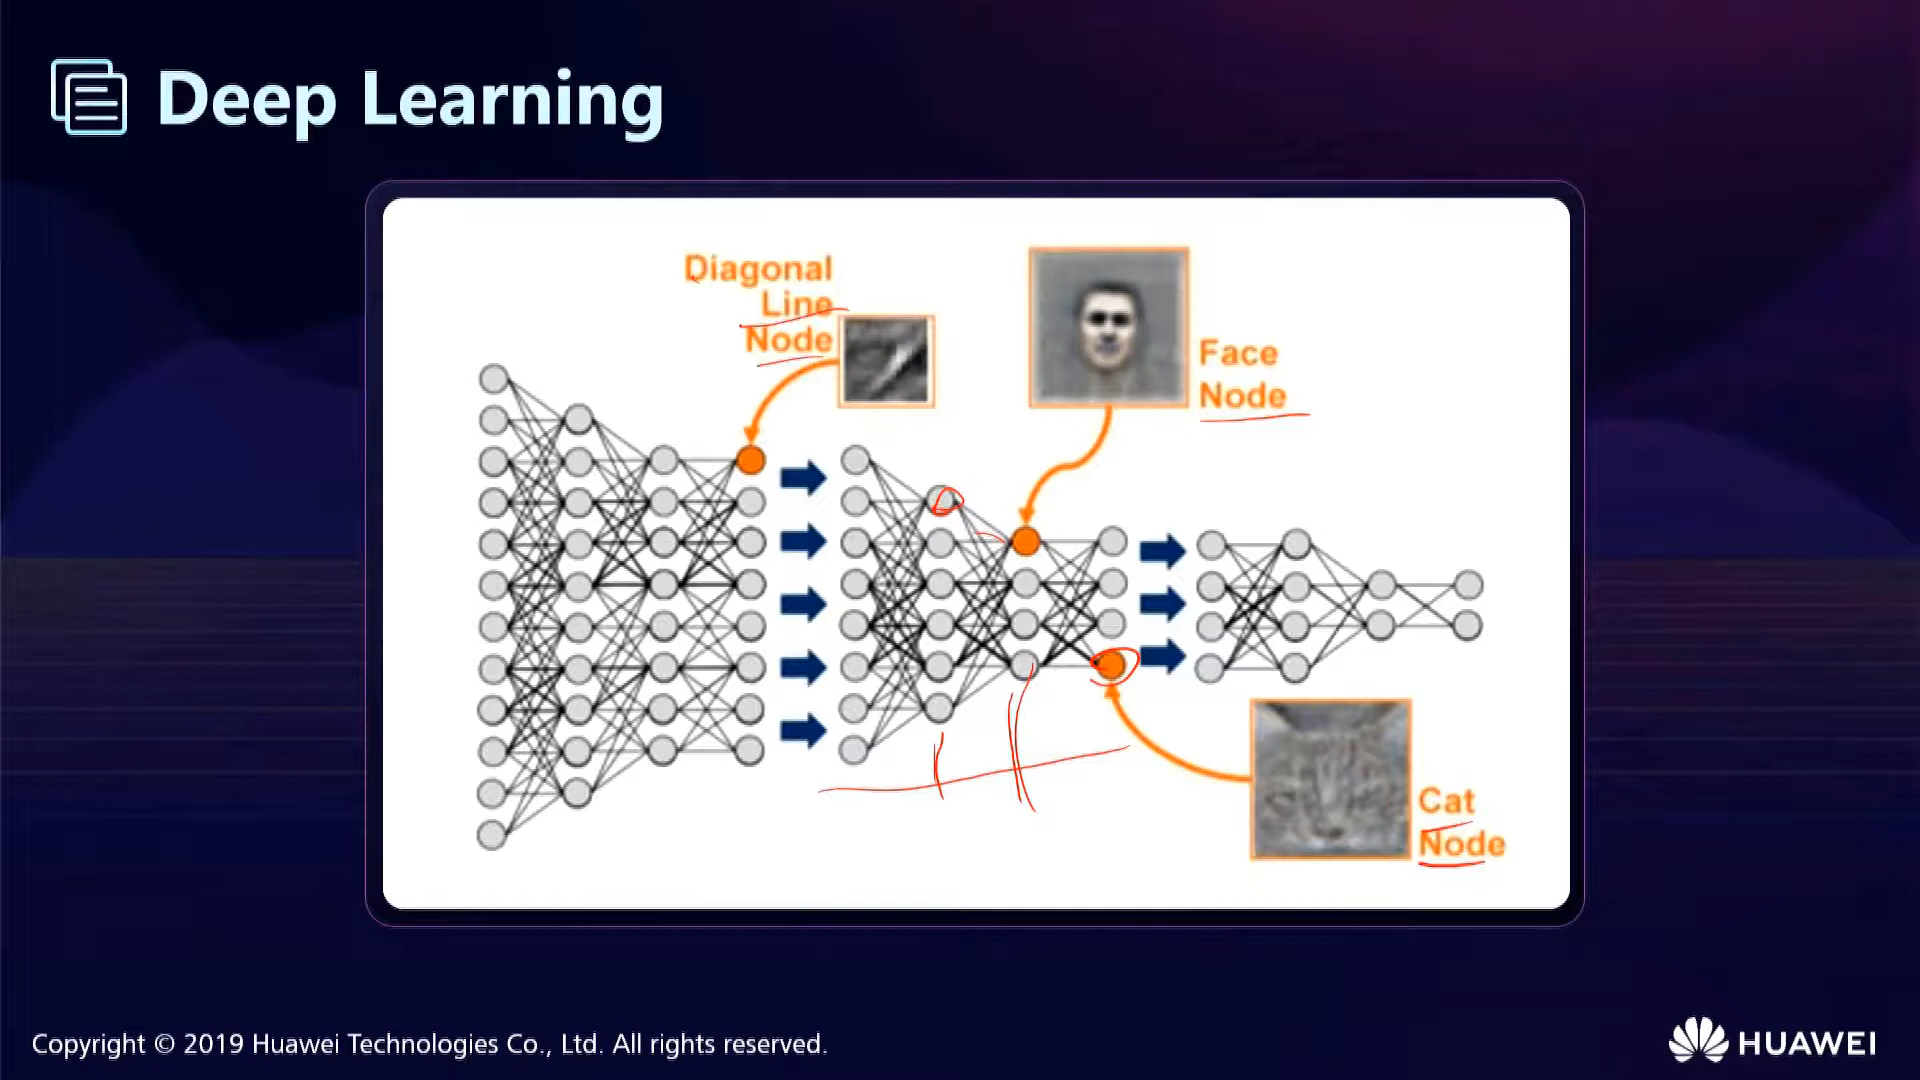 Deep Learning
Diagonal
Line
Node
Face
Node
Cat
Node
Copyright © 2019 Huawei Technologies Co., Ltd. All rights reserved.
HUAWEI